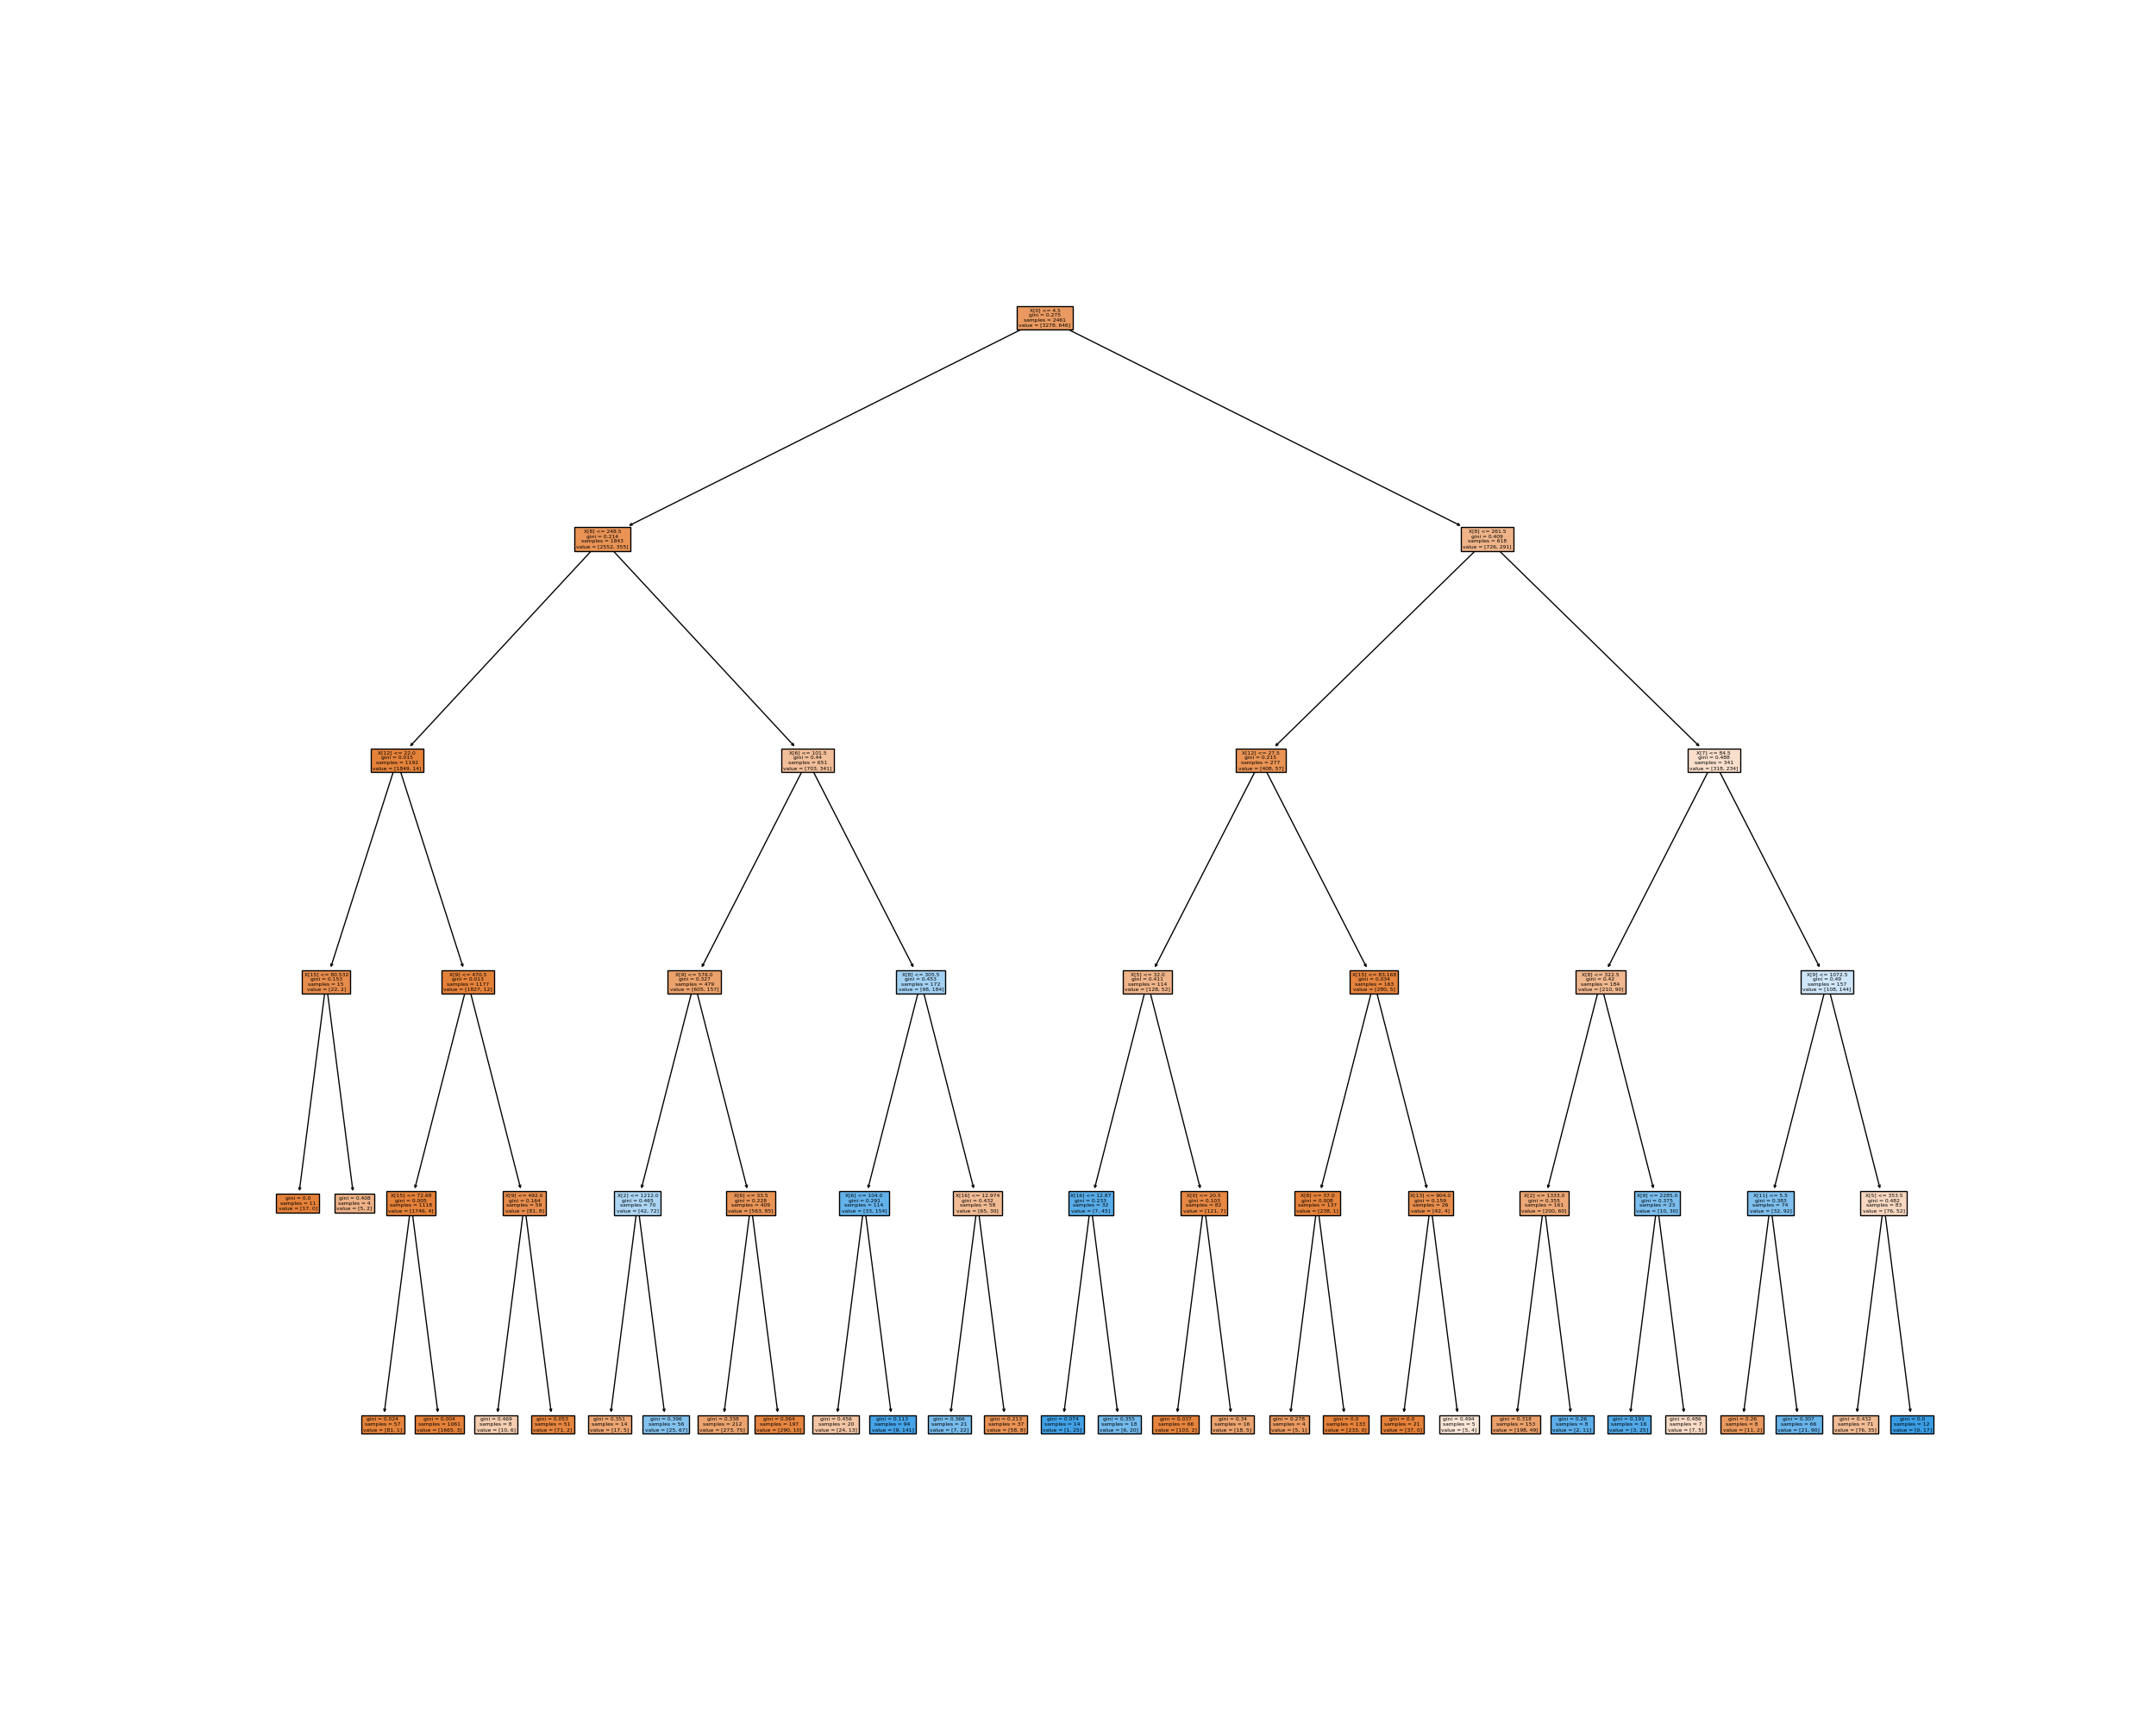 X[0] <= 4.5
gini = 0.275
samples = 2461
value = [3278, 646]
X[8] <= 248.5
gini = 0.214
samples = 1843
value = [2552, 355]
X[8] <= 261.5
gini = 0.409
samples = 618
value = [726, 291]
X[12] <= 22.0
gini = 0.015
samples = 1192
value = [1849, 14]
X[6] <= 101.5
gini = 0.44
samples = 651
value = [703, 341]
X[12] <= 27.5
gini = 0.215
samples = 277
value = [408, 57]
X[7] <= 84.5
gini = 0.488
samples = 341
value = [318, 234]
X[15] <= 80.532
gini = 0.153
samples = 15
value = [22, 2]
X[9] <= 470.5
gini = 0.013
samples = 1177
value = [1827, 12]
X[9] <= 576.0
gini = 0.327
samples = 479
value = [605, 157]
X[8] <= 305.5
gini = 0.453
samples = 172
value = [98, 184]
X[5] <= 32.0
gini = 0.411
samples = 114
value = [128, 52]
X[15] <= 83.168
gini = 0.034
samples = 163
value = [280, 5]
X[8] <= 322.5
gini = 0.42
samples = 184
value = [210, 90]
X[9] <= 1072.5
gini = 0.49
samples = 157
value = [108, 144]
gini = 0.0
samples = 11
value = [17, 0]
gini = 0.408
samples = 4
value = [5, 2]
X[15] <= 72.68
gini = 0.005
samples = 1118
value = [1746, 4]
X[9] <= 492.0
gini = 0.164
samples = 59
value = [81, 8]
X[2] <= 1212.0
gini = 0.465
samples = 70
value = [42, 72]
X[6] <= 33.5
gini = 0.228
samples = 409
value = [563, 85]
X[6] <= 104.0
gini = 0.291
samples = 114
value = [33, 154]
X[16] <= 12.974
gini = 0.432
samples = 58
value = [65, 30]
X[16] <= 12.87
gini = 0.233
samples = 32
value = [7, 45]
X[0] <= 20.5
gini = 0.103
samples = 82
value = [121, 7]
X[8] <= 37.0
gini = 0.008
samples = 137
value = [238, 1]
X[13] <= 904.0
gini = 0.159
samples = 26
value = [42, 4]
X[2] <= 1333.0
gini = 0.355
samples = 161
value = [200, 60]
X[9] <= 2285.0
gini = 0.375
samples = 23
value = [10, 30]
X[11] <= 5.5
gini = 0.383
samples = 74
value = [32, 92]
X[5] <= 353.5
gini = 0.482
samples = 83
value = [76, 52]
gini = 0.024
samples = 57
value = [81, 1]
gini = 0.004
samples = 1061
value = [1665, 3]
gini = 0.469
samples = 8
value = [10, 6]
gini = 0.053
samples = 51
value = [71, 2]
gini = 0.351
samples = 14
value = [17, 5]
gini = 0.396
samples = 56
value = [25, 67]
gini = 0.338
samples = 212
value = [273, 75]
gini = 0.064
samples = 197
value = [290, 10]
gini = 0.456
samples = 20
value = [24, 13]
gini = 0.113
samples = 94
value = [9, 141]
gini = 0.366
samples = 21
value = [7, 22]
gini = 0.213
samples = 37
value = [58, 8]
gini = 0.074
samples = 14
value = [1, 25]
gini = 0.355
samples = 18
value = [6, 20]
gini = 0.037
samples = 66
value = [103, 2]
gini = 0.34
samples = 16
value = [18, 5]
gini = 0.278
samples = 4
value = [5, 1]
gini = 0.0
samples = 133
value = [233, 0]
gini = 0.0
samples = 21
value = [37, 0]
gini = 0.494
samples = 5
value = [5, 4]
gini = 0.318
samples = 153
value = [198, 49]
gini = 0.26
samples = 8
value = [2, 11]
gini = 0.191
samples = 16
value = [3, 25]
gini = 0.486
samples = 7
value = [7, 5]
gini = 0.26
samples = 8
value = [11, 2]
gini = 0.307
samples = 66
value = [21, 90]
gini = 0.432
samples = 71
value = [76, 35]
gini = 0.0
samples = 12
value = [0, 17]